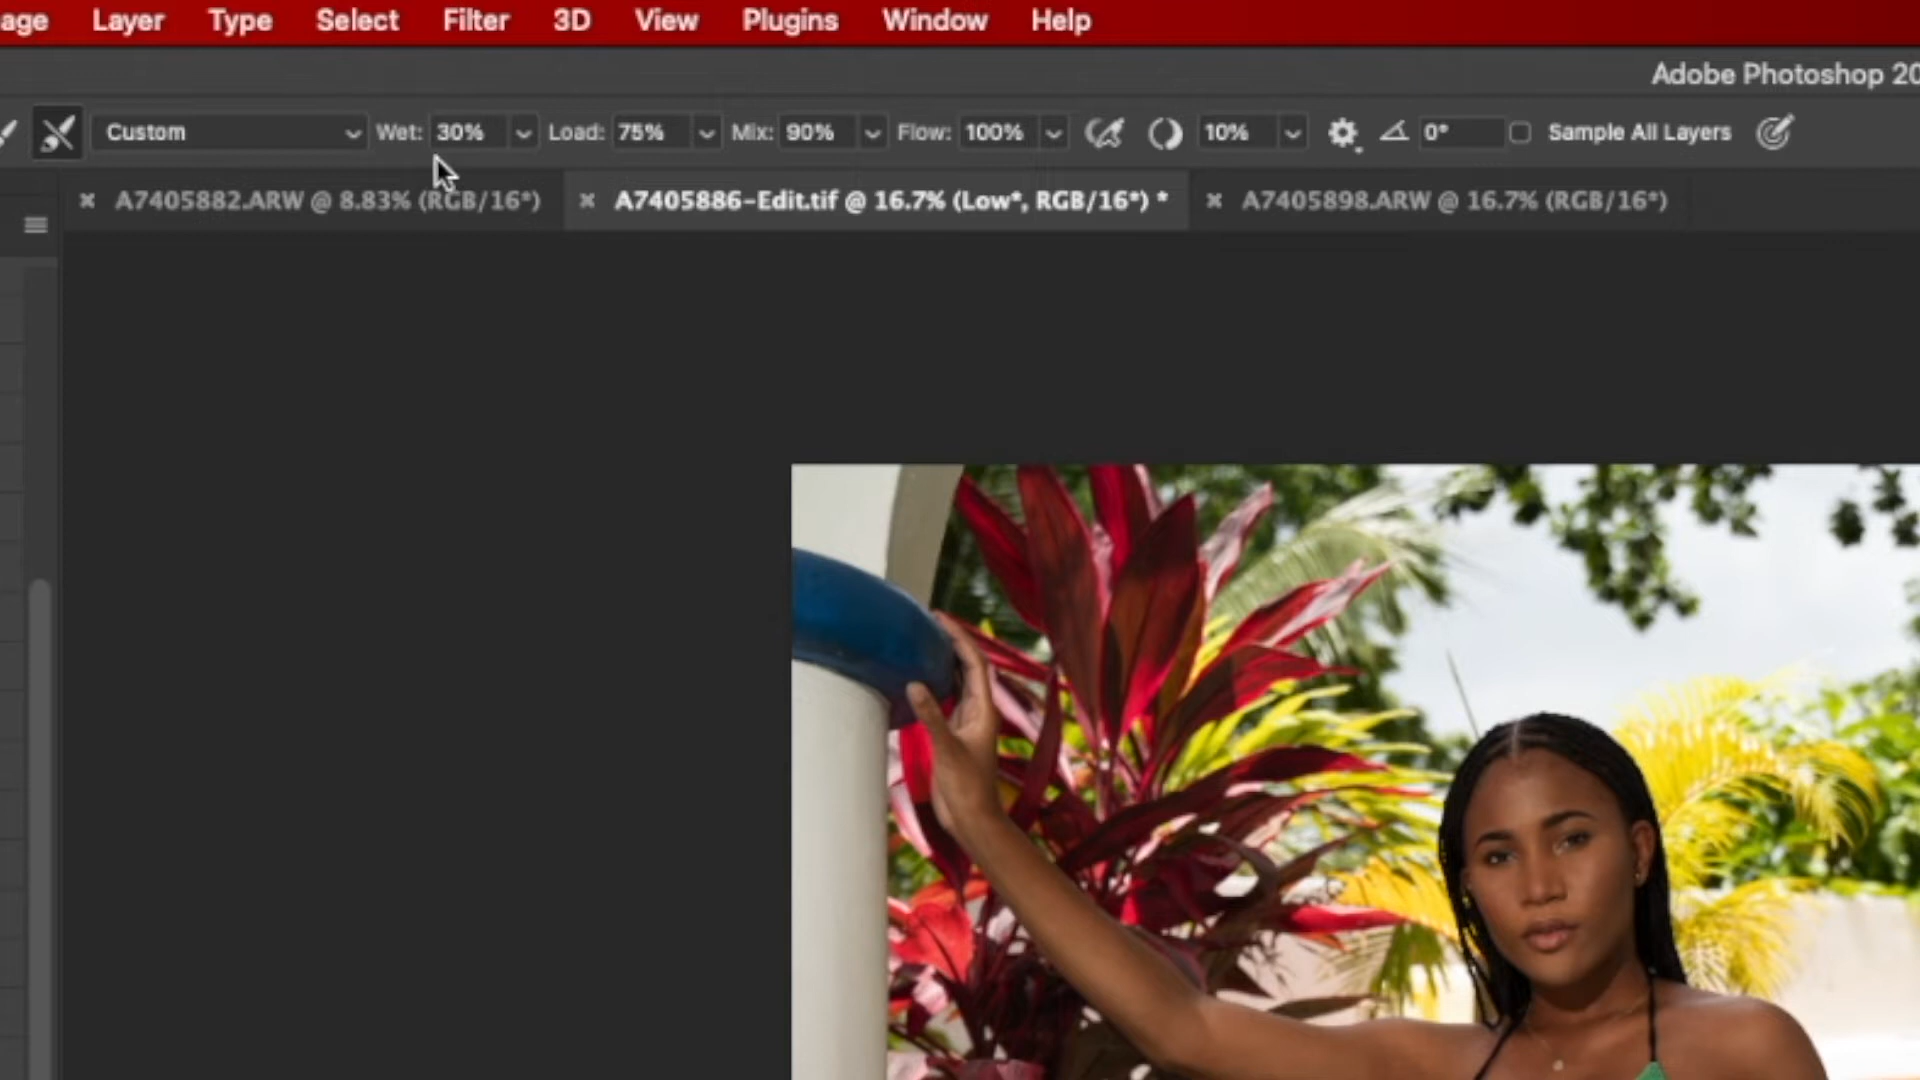 age Layer Type Select Filter 3D View Plugins Window Help
Adobe Photoshop 20
Custom Wet: 30% Load: 75% Mix: 90% Flow: 100% 10% 0° Sample All Layers
A7405882.ARW @ 8.83% (RGB/16*) A7405886-Edit.tif @ 16.7% (Low*, RGB/16*) * A7405898.ARW @ 16.7% (RGB/16*)